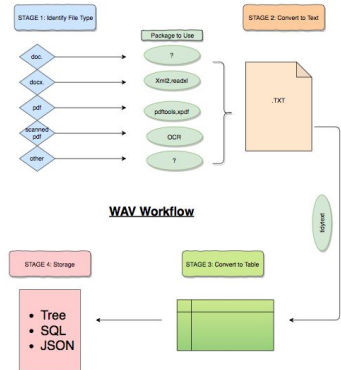 STAGE 1: Identify File Type
STAGE 2: Convert to Text
Package to Use
doc.
?
docx.
Xml2,readxl
.TXT
pdf
pdftools,xpdf
scanned
pdf
OCR
other
?
tidytext
WAV Workflow
STAGE 4: Storage
STAGE 3: Convert to Table
• Tree
• SQL
• JSON